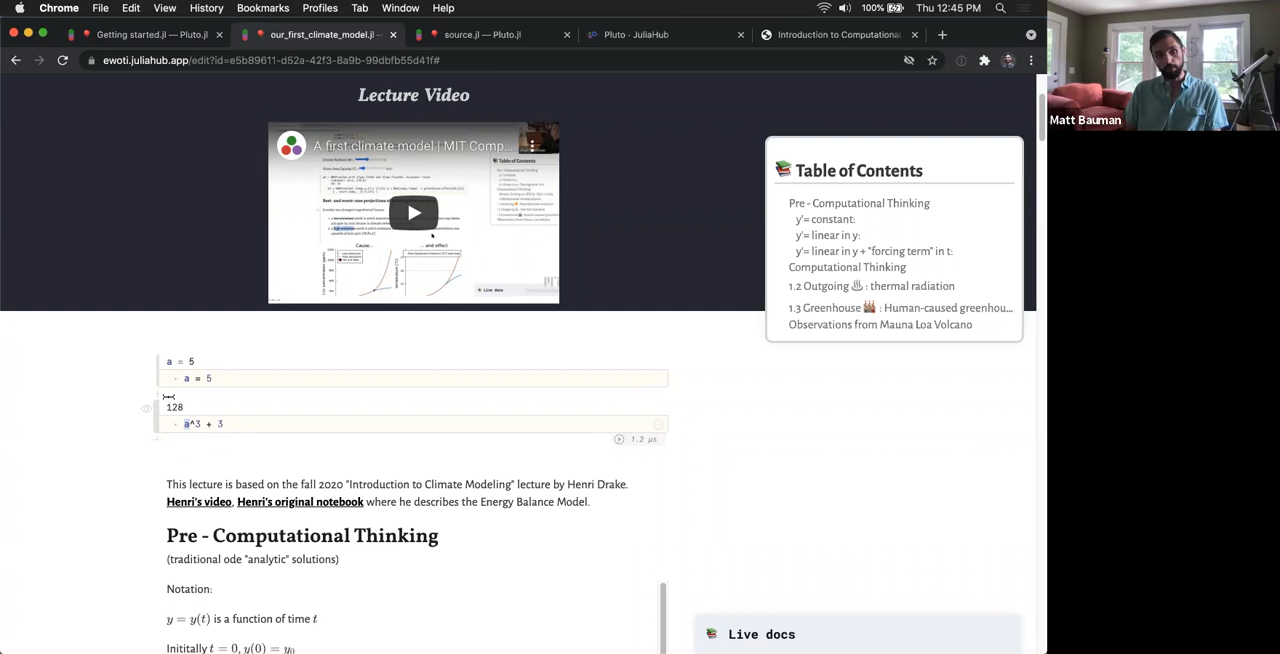 Chrome File Edit View History Bookmarks Profiles Tab Window Help 100% Thu 12:45 PM
Getting started.jl — Pluto.jl
our_first_climate_model.jl —
source.jl — Pluto.jl
Pluto - JuliaHub
Introduction to Computational
ewoti.juliahub.app/edit?id=e5b89611-d52a-42f3-8a9b-99dbfb55d41f#
Matt Bauman
Lecture Video
A first climate model | MIT Comp...
Table of Contents
Pre - Computational Thinking
y'= constant:
y'= linear in y:
y'= linear in y + "forcing term" in t:
Computational Thinking
1.2 Outgoing ♨ : thermal radiation
1.3 Greenhouse 🏭 : Human-caused greenhou...
Observations from Mauna Loa Volcano
Cause...
... and effect
Live docs
a = 5
a = 5
128
a^3 + 3
1.2 μs
This lecture is based on the fall 2020 "Introduction to Climate Modeling" lecture by Henri Drake.
Henri's video, Henri's original notebook where he describes the Energy Balance Model.
Pre - Computational Thinking
(traditional ode "analytic" solutions)
Notation:
y = y(t) is a function of time t
Inititally t = 0, y(0) = y₀
Live docs